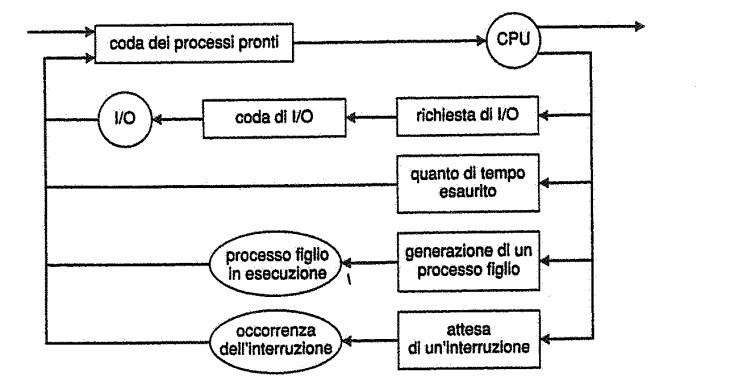 coda dei processi pronti
CPU
I/O
coda di I/O
richiesta di I/O
quanto di tempo
esaurito
processo figlio
in esecuzione
generazione di un
processo figlio
occorrenza
dell'interruzione
attesa
di un'interruzione